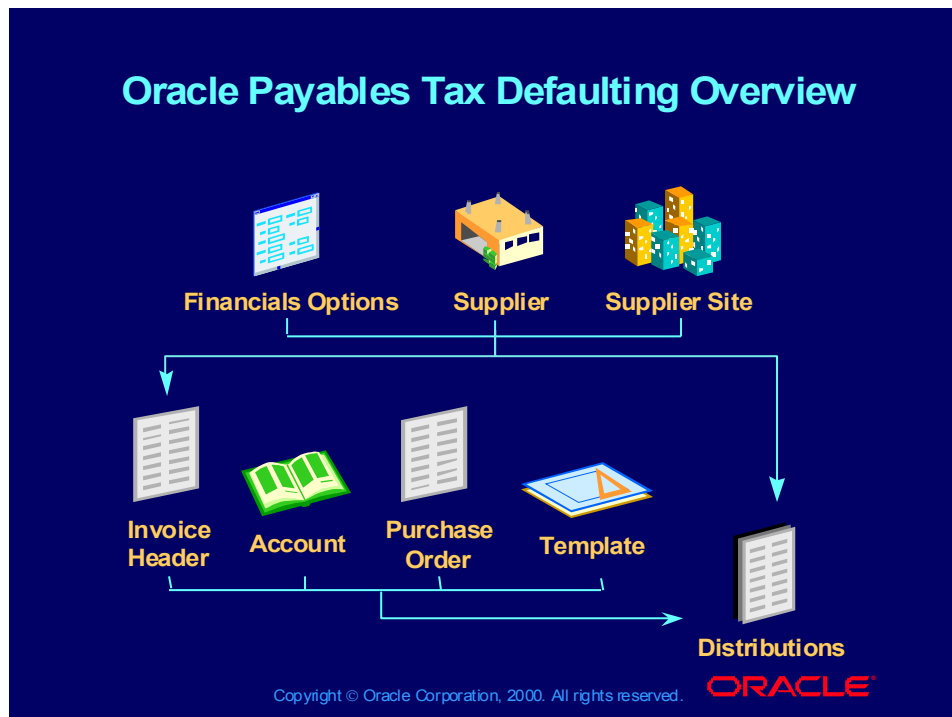 Oracle Payables Tax Defaulting Overview
Financials Options
Supplier
Supplier Site
Invoice
Header
Account
Purchase
Order
Template
Distributions
Copyright © Oracle Corporation, 2000. All rights reserved.
ORACLE®